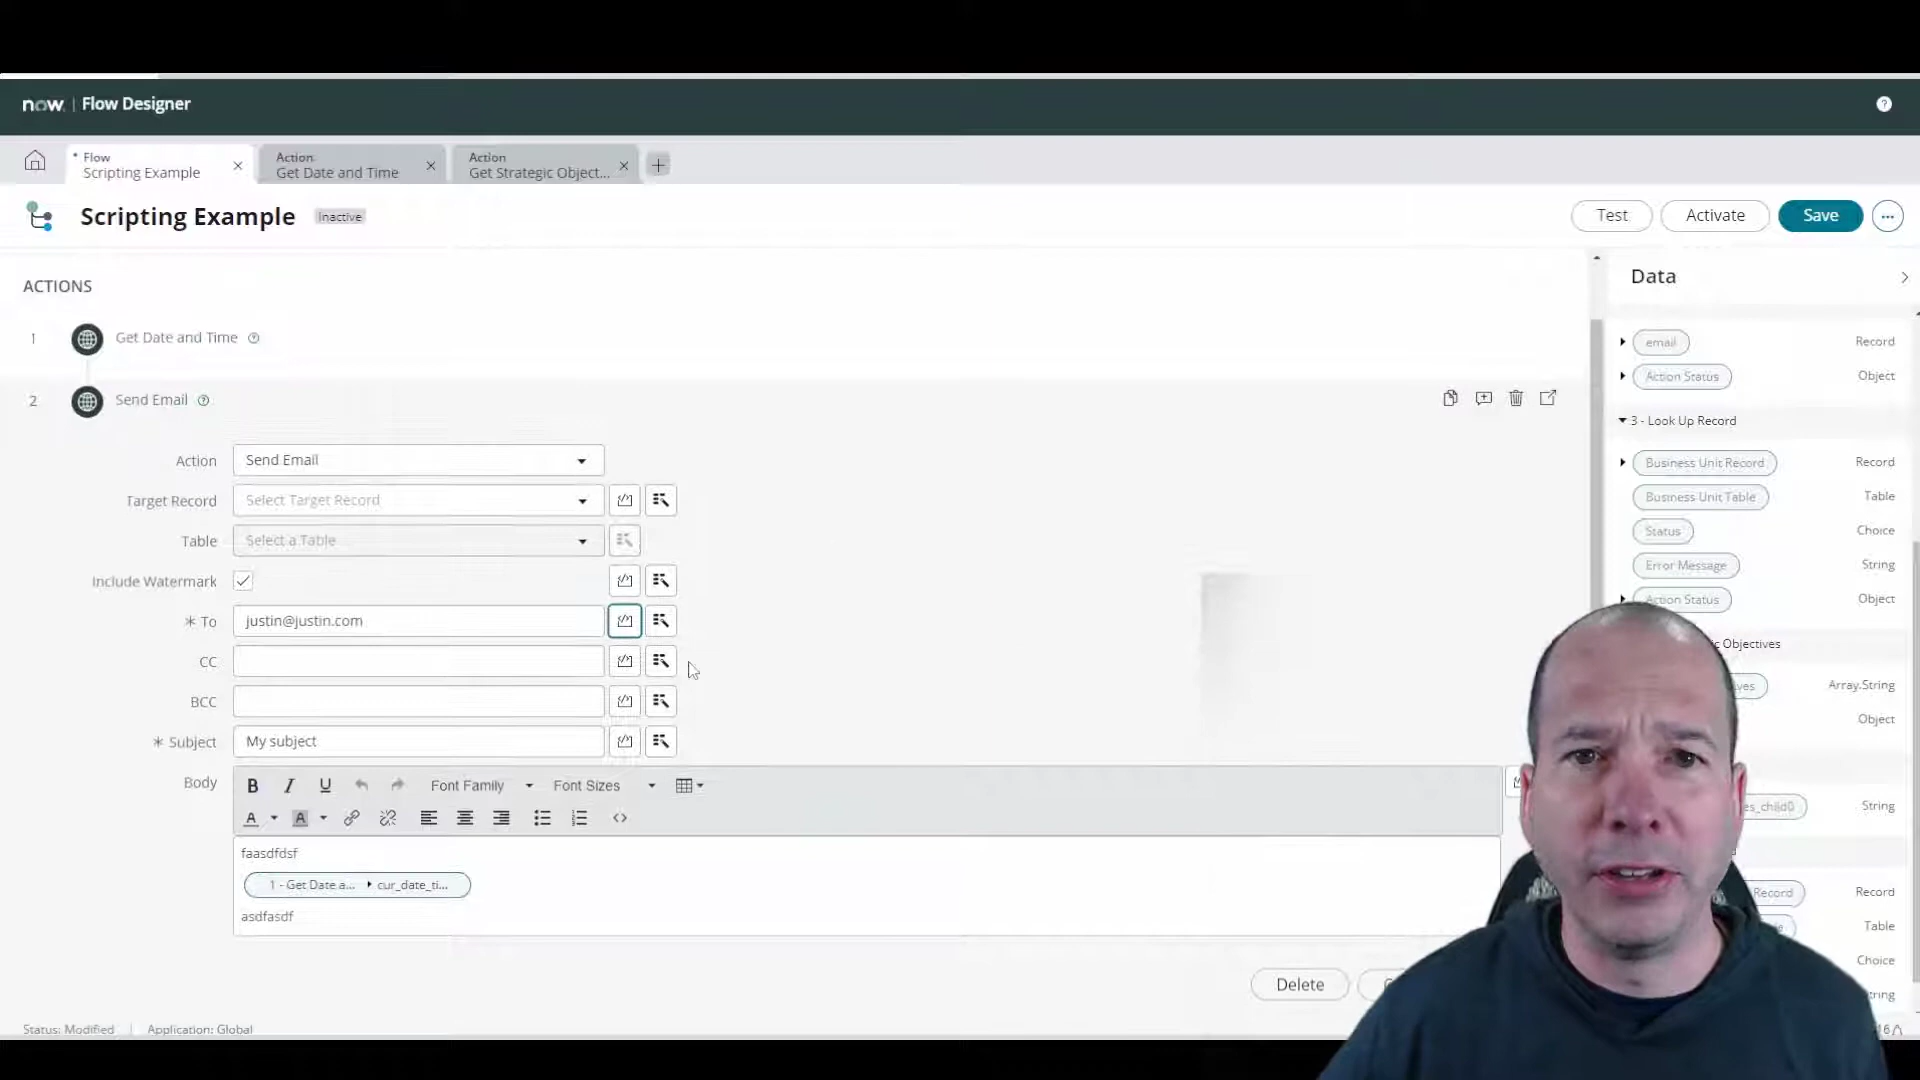 now | Flow Designer
* Flow
Scripting Example
Action
Get Date and Time
Action
Get Strategic Object...
Scripting Example
Inactive
Test
Activate
Save
ACTIONS
Data
1
Get Date and Time
email
Record
Action Status
Object
2
Send Email
3 - Look Up Record
Action
Send Email
Business Unit Record
Record
Target Record
Select Target Record
Business Unit Table
Table
Table
Select a Table
Status
Choice
Error Message
String
Include Watermark
Action Status
Object
* To
justin@justin.com
Objectives
CC
Array.String
BCC
Object
* Subject
My subject
Body
B I U
Font Family
Font Sizes
es_child0
String
A
A
faasdfdsf
1 - Get Date a...
cur_date_ti...
Record
Record
asdfasdf
Table
Choice
Delete
Status: Modified | Application: Global